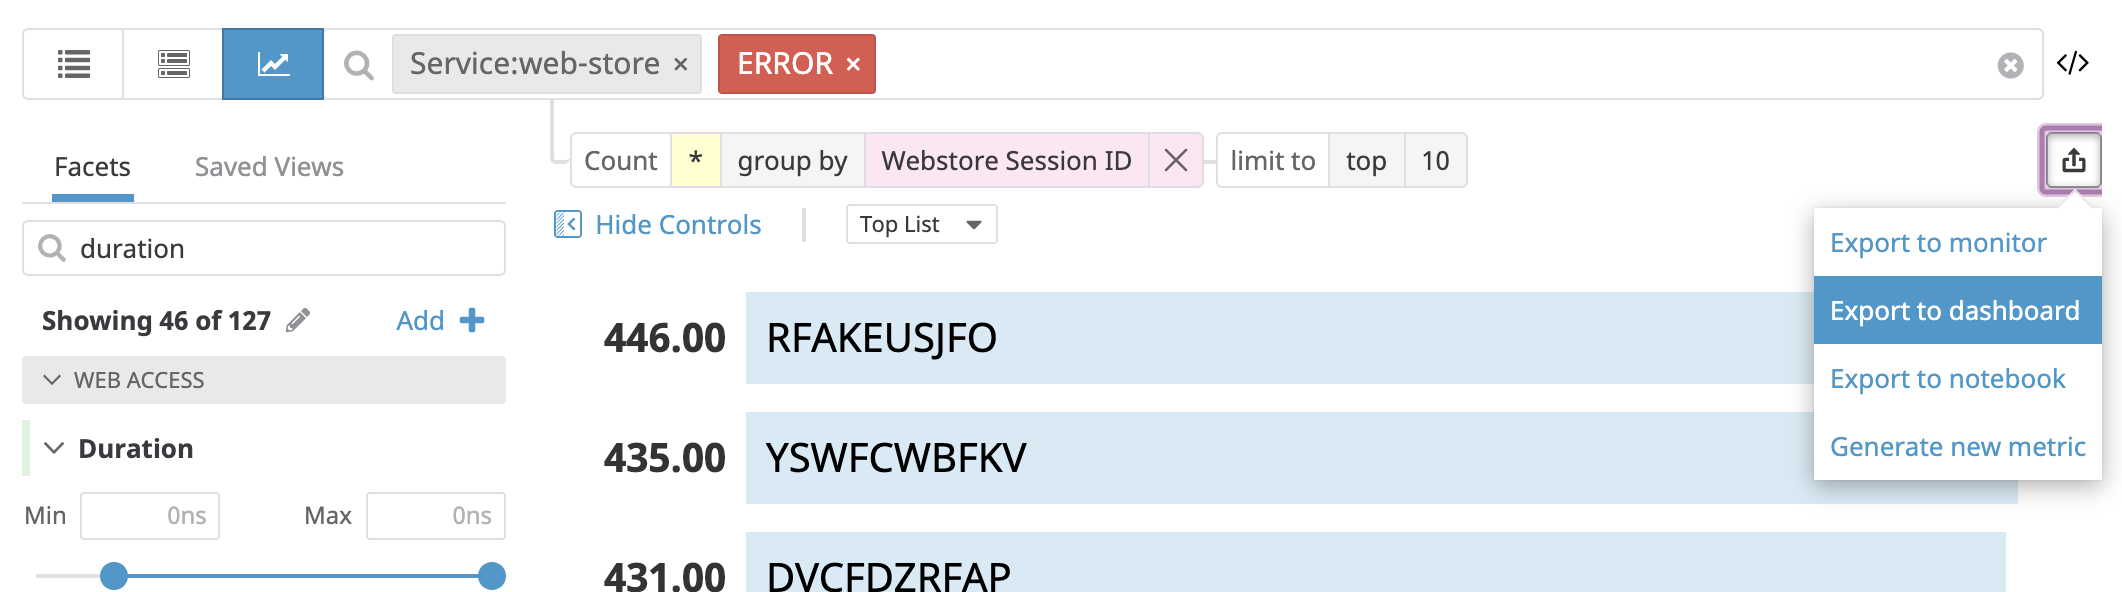 Service:web-store × ERROR × </>
Count * group by Webstore Session ID × limit to top 10
Facets Saved Views
Hide Controls Top List
duration
Showing 46 of 127 Add +
WEB ACCESS
Duration
Min 0ns Max 0ns
446.00 RFAKEUSJFO
435.00 YSWFCWBFKV
431.00 DVCFDZRFAP
Export to monitor
Export to dashboard
Export to notebook
Generate new metric